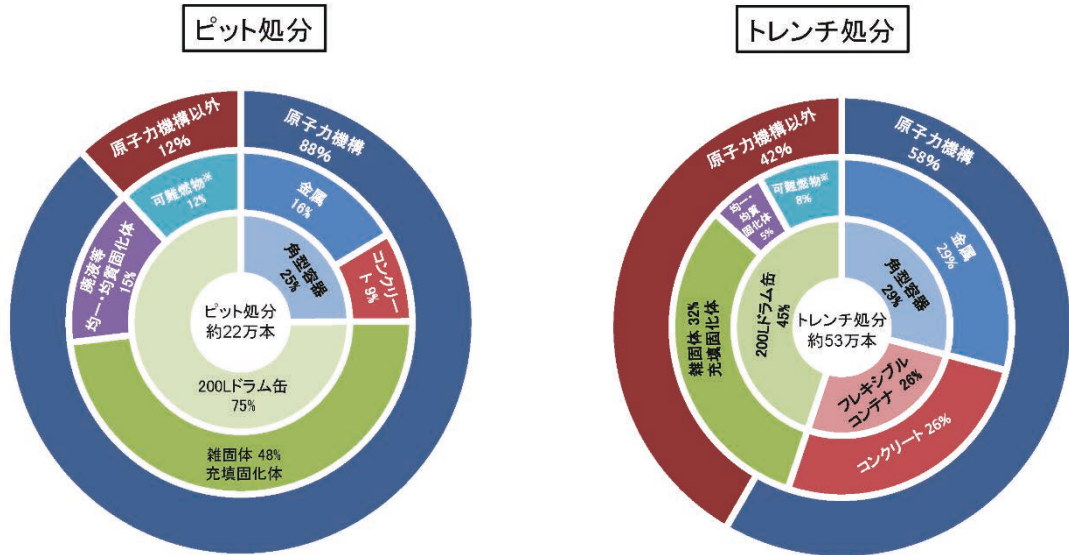 ピット処分
原子力機構以外
12%
原子力機構
88%
可難燃物※
12%
金属
16%
廃液等
均一・均質固化体
15%
角型容器
25%
コンクリー
ト 9%
ピット処分
約22万本
200Lドラム缶
75%
雑固体 48%
充填固化体
トレンチ処分
原子力機構以外
42%
原子力機構
58%
均一・
均質
固化体
5%
可難燃物※
8%
金属
29%
角型容器
29%
200Lドラム缶
45%
雑固体 32%
充填固化体
トレンチ処分
約53万本
フレキシブル
コンテナ 26%
コンクリート 26%